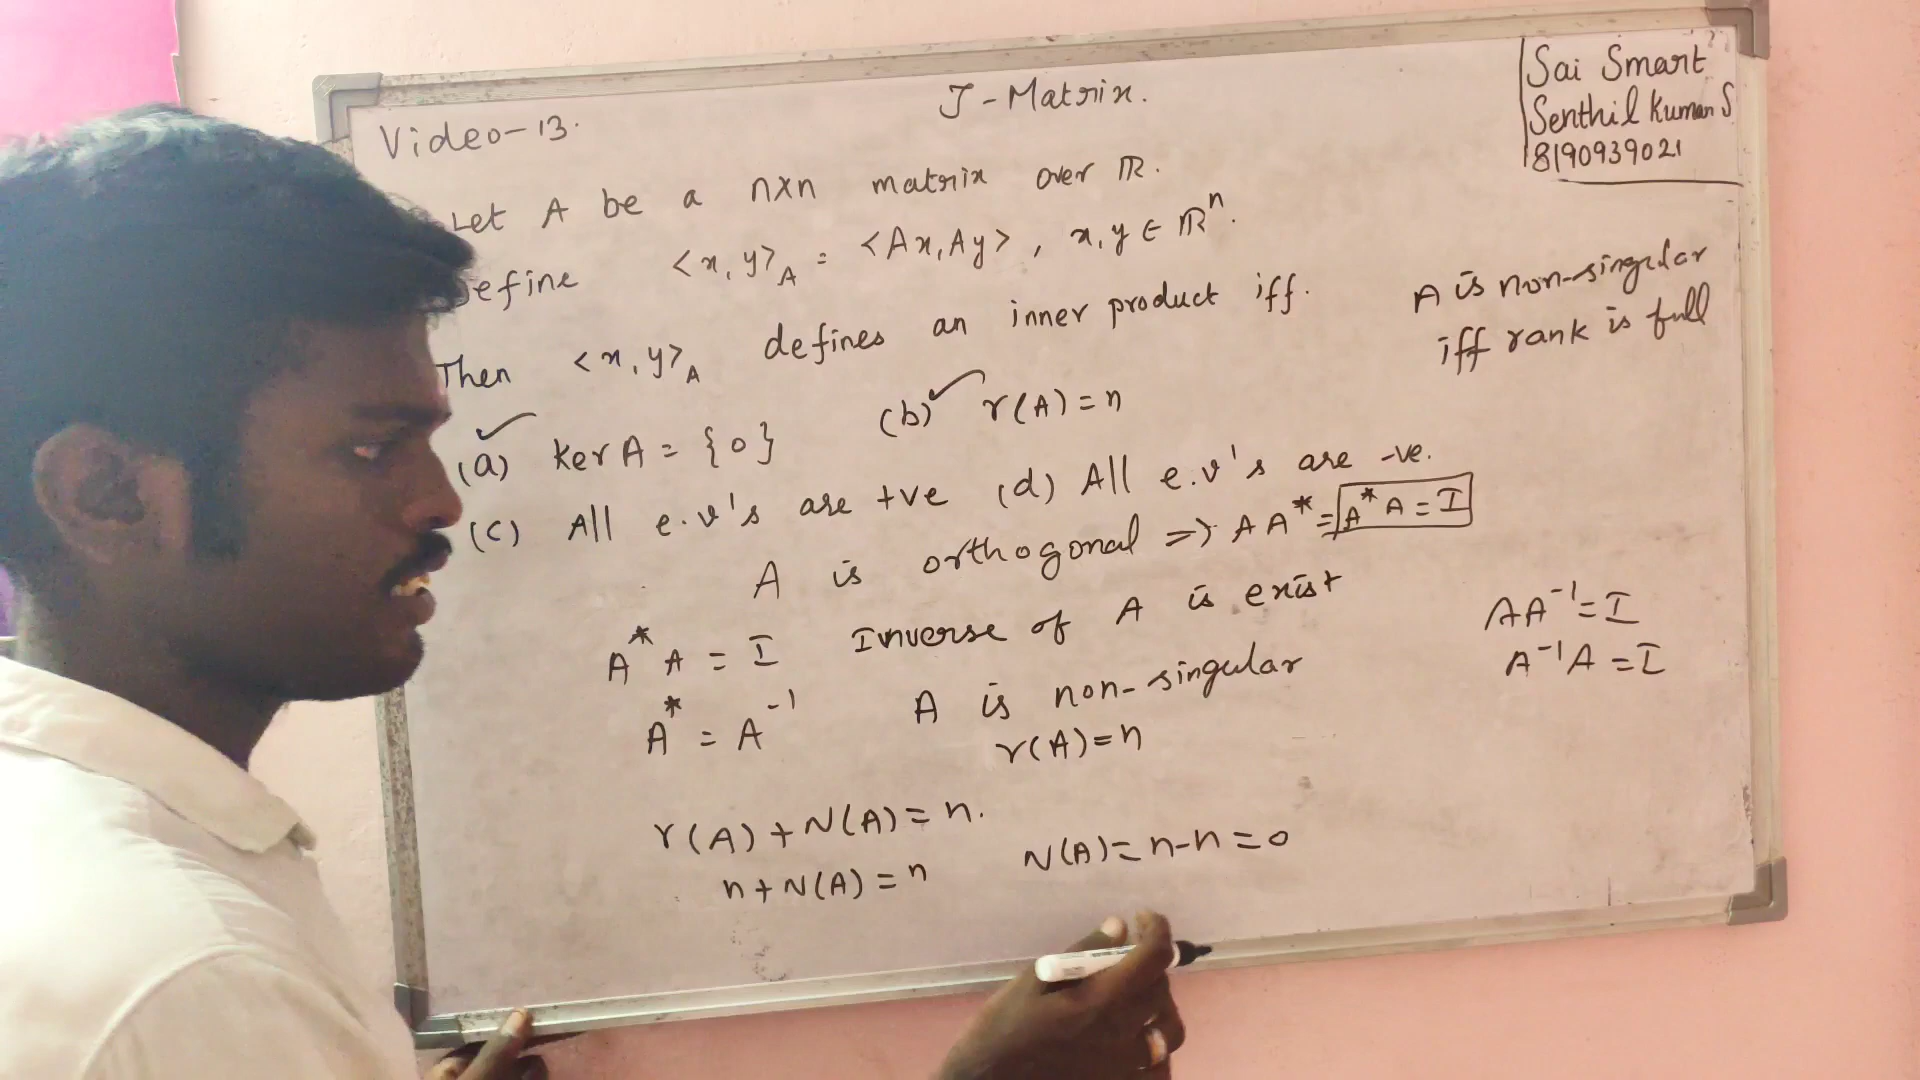 Video-13.
J-Matrix.
Sai Smart
Senthil Kumar S
8190939021
Let A be a n×n matrix over ℝ.
Define <x, y>_A = <Ax, Ay>, x, y ∈ ℝⁿ.
Then <x, y>_A defines an inner product iff.
A is non-singular
iff rank is full
(a) ✓ ker A = {0} (b) ✓ r(A) = n
(c) All e.v's are +ve (d) All e.v's are -ve.
A is orthogonal => AA* = A*A = I
A*A = I Inverse of A is exist
A* = A⁻¹ A is non-singular
r(A) = n
AA⁻¹ = I
A⁻¹A = I
r(A) + N(A) = n.
n + N(A) = n N(A) = n-n = 0